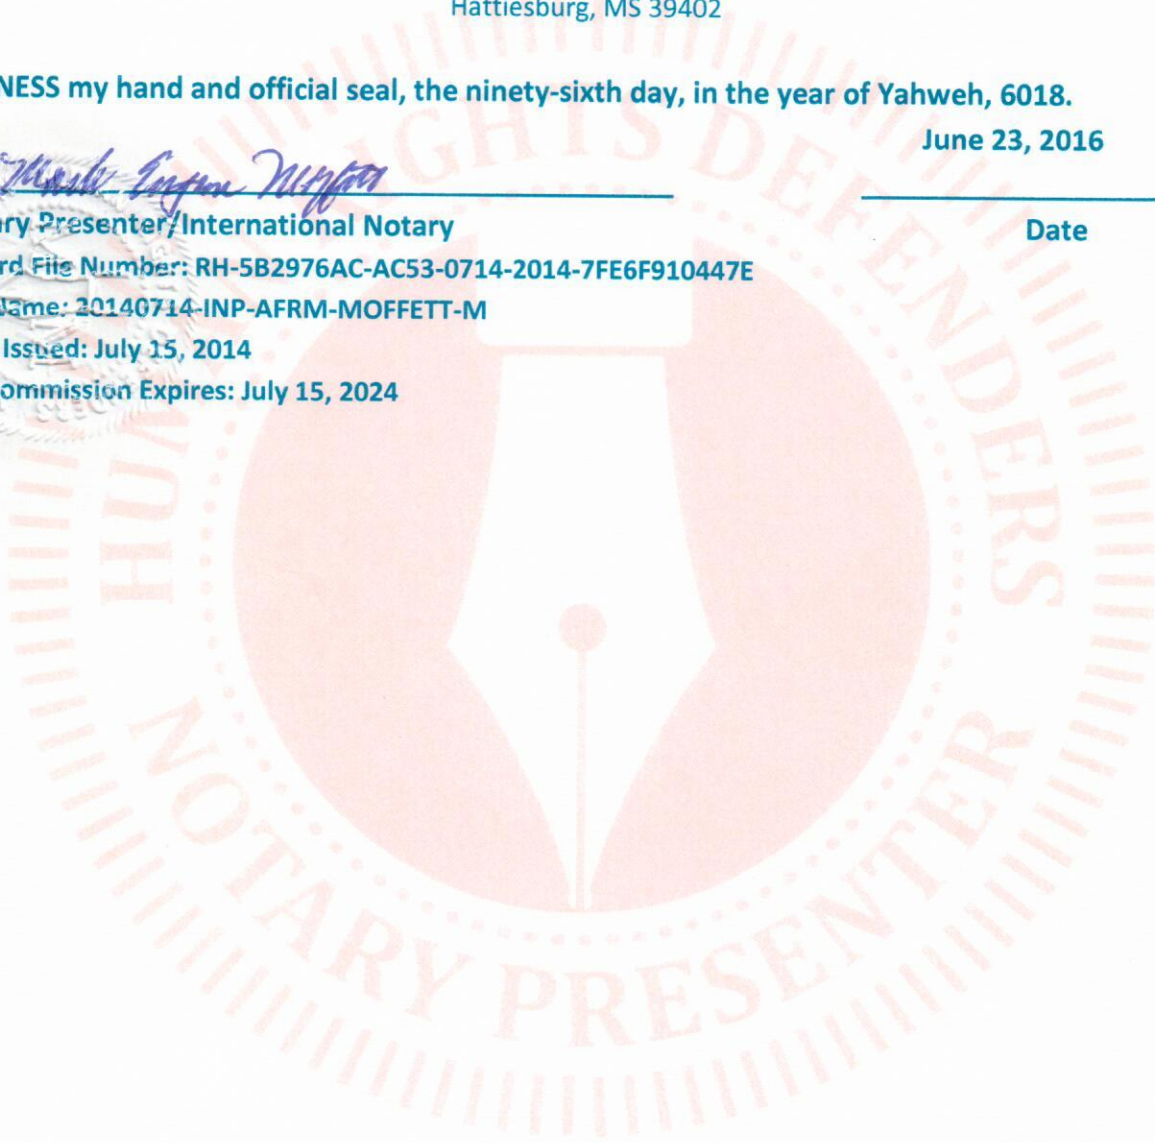 Hattiesburg, MS 39402
NESS my hand and official seal, the ninety-sixth day, in the year of Yahweh, 6018.
June 23, 2016
ry Presenter/International Notary
Date
rd File Number: RH-5B2976AC-AC53-0714-2014-7FE6F910447E
Name: 20140714-INP-AFRM-MOFFETT-M
Issued: July 15, 2014
ommission Expires: July 15, 2024
HUMAN RIGHTS DEFENDERS
NOTARY PRESENTER